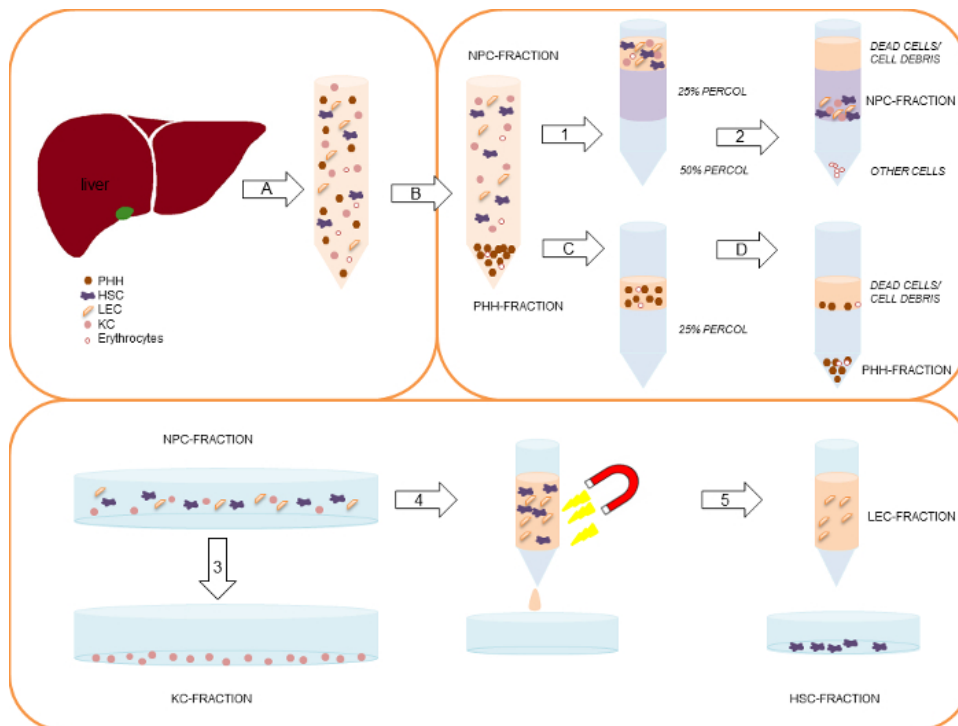 liver
PHH
HSC
LEC
KC
Erythrocytes
A
B
NPC-FRACTION
PHH-FRACTION
1
25% PERCOL
50% PERCOL
2
DEAD CELLS/
CELL DEBRIS
NPC-FRACTION
OTHER CELLS
C
25% PERCOL
D
DEAD CELLS/
CELL DEBRIS
PHH-FRACTION
NPC-FRACTION
3
KC-FRACTION
4
5
LEC-FRACTION
HSC-FRACTION